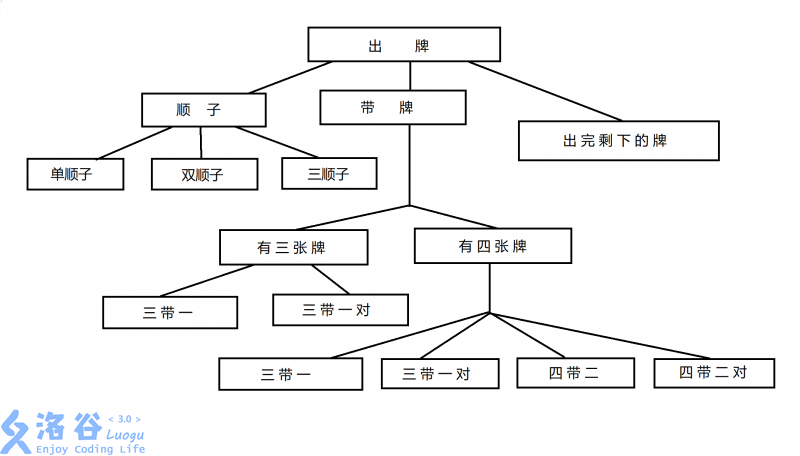 出 牌
顺 子
带 牌
出完剩下的牌
单顺子
双顺子
三顺子
有三张牌
有四张牌
三带一
三带一对
三带一
三带一对
四带二
四带二对
洛谷
< 3.0 >
Luogu
Enjoy Coding Life